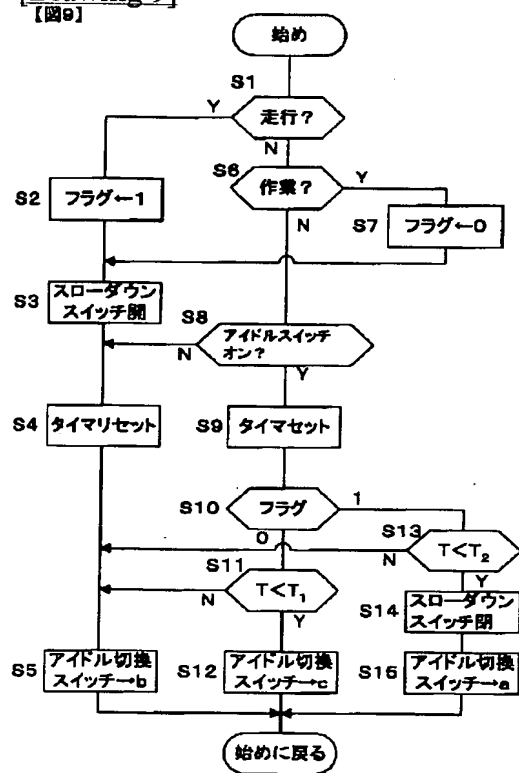 【図9】
始め
S1
走行？
Y
N
S6
作業？
Y
N
S2
フラグ←1
S7
フラグ←0
S3
スローダウン
スイッチ開
S8
アイドルスイッチ
オン？
N
Y
S4
タイマリセット
S9
タイマセット
S10
フラグ
1
0
S13
T<T₂
N
Y
S11
T<T₁
N
Y
S14
スローダウン
スイッチ閉
S5
アイドル切換
スイッチ→b
S12
アイドル切換
スイッチ→c
S15
アイドル切換
スイッチ→a
始めに戻る